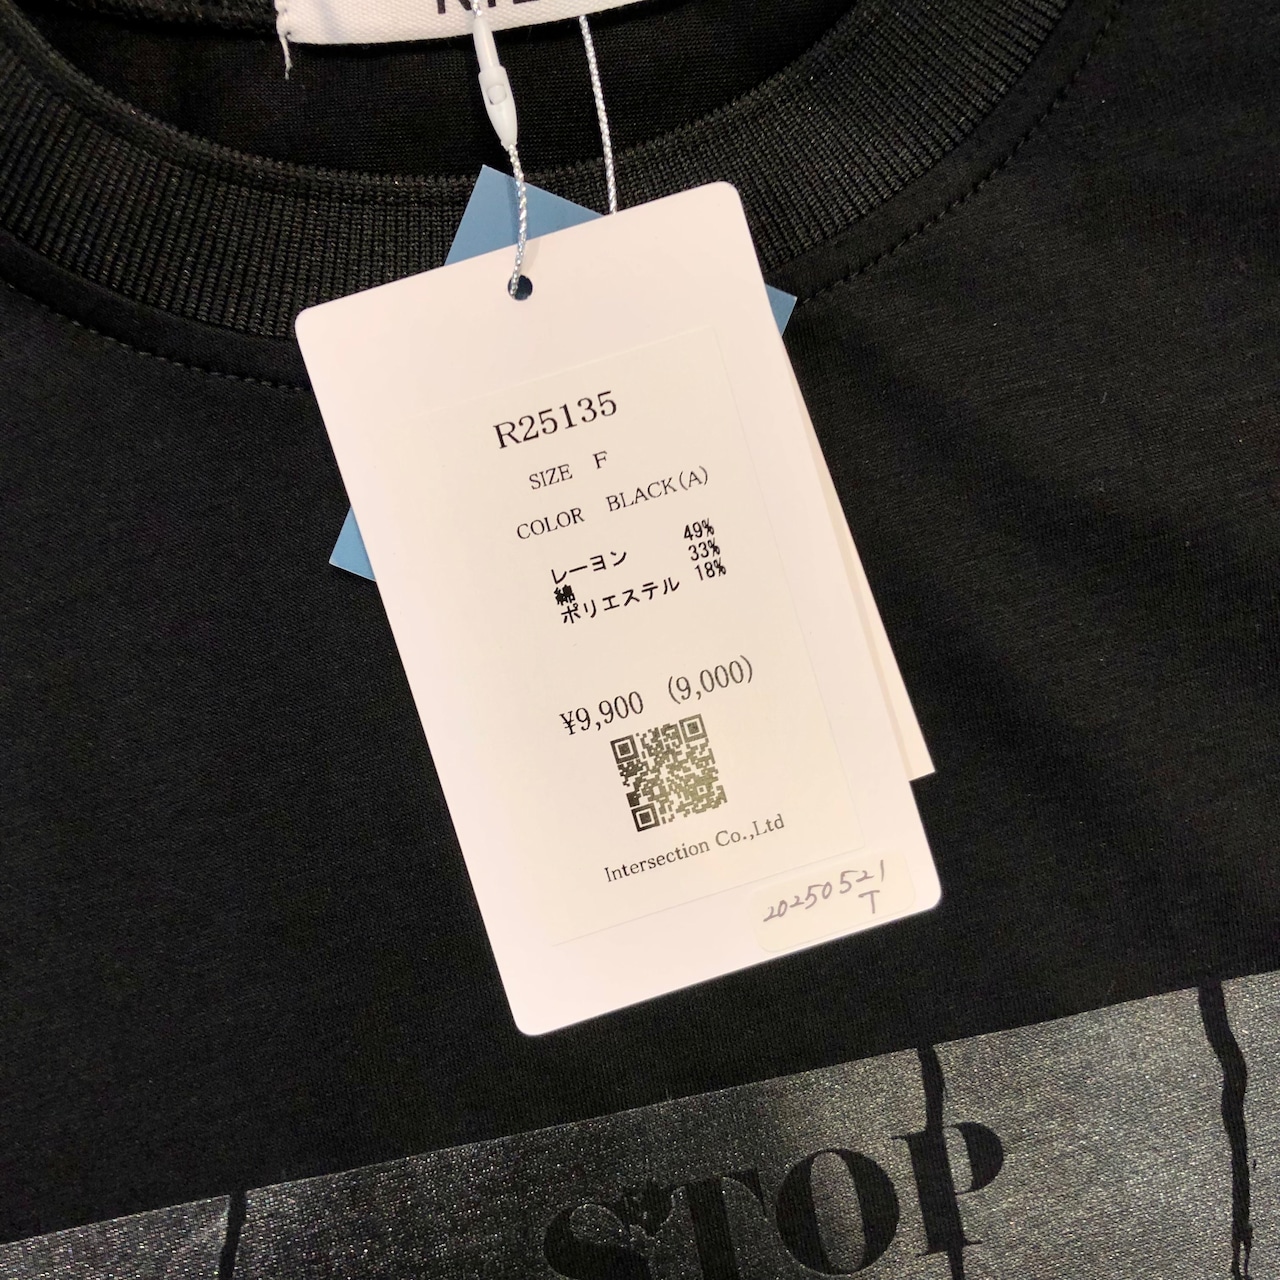 R25135
SIZE F
COLOR BLACK(A)
レーヨン 49%
綿 33%
ポリエステル 18%
¥9,900 (9,000)
Intersection Co.,Ltd
20250521
T
STOP